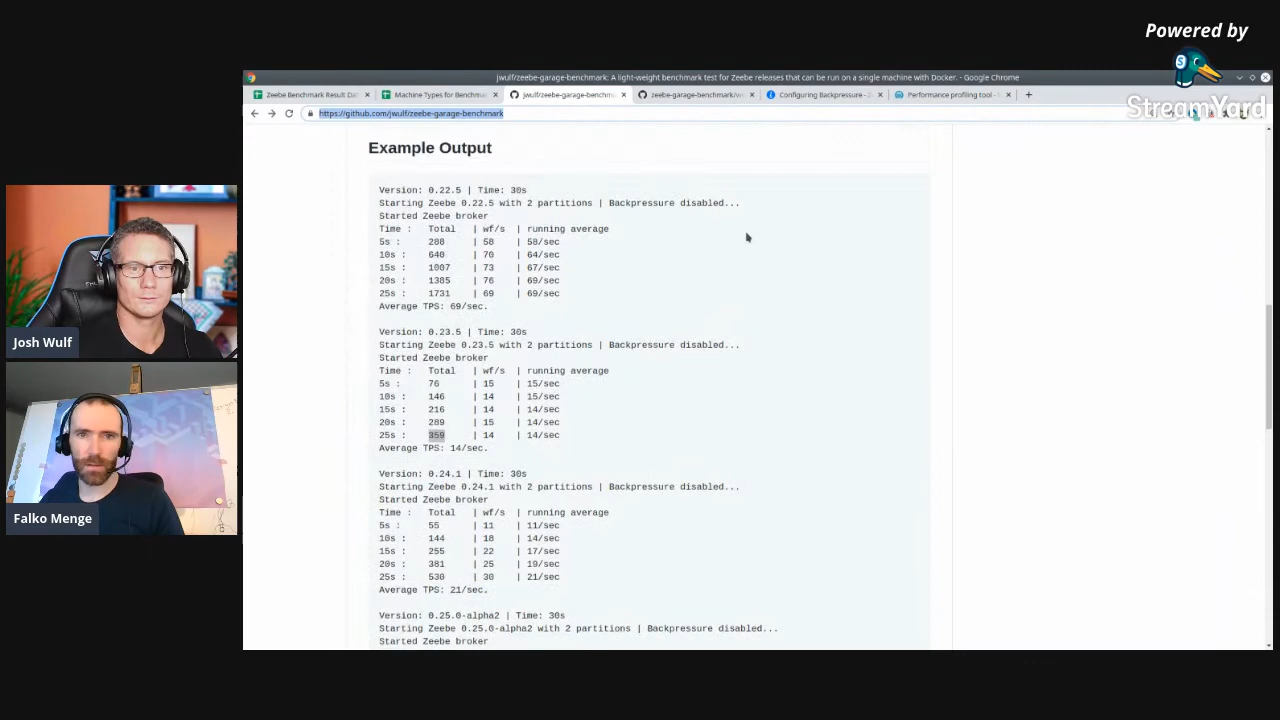 Powered by
StreamYard
jwulf/zeebe-garage-benchmark: A light-weight benchmark test for Zeebe releases that can be run on a single machine with Docker. - Google Chrome
Zeebe Benchmark Result Da
Machine Types for Benchma
jwulf/zeebe-garage-benchm
zeebe-garage-benchmark/w
Configuring Backpressure - Z
Performance profiling tool -
https://github.com/jwulf/zeebe-garage-benchmark
Example Output
Version: 0.22.5 | Time: 30s
Starting Zeebe 0.22.5 with 2 partitions | Backpressure disabled...
Started Zeebe broker
Time : Total | wf/s | running average
5s : 288 | 58 | 58/sec
10s : 640 | 70 | 64/sec
15s : 1007 | 73 | 67/sec
20s : 1385 | 76 | 69/sec
25s : 1731 | 69 | 69/sec
Average TPS: 69/sec.
Version: 0.23.5 | Time: 30s
Starting Zeebe 0.23.5 with 2 partitions | Backpressure disabled...
Started Zeebe broker
Time : Total | wf/s | running average
5s : 76 | 15 | 15/sec
10s : 146 | 14 | 15/sec
15s : 216 | 14 | 14/sec
20s : 289 | 15 | 14/sec
25s : 359 | 14 | 14/sec
Average TPS: 14/sec.
Version: 0.24.1 | Time: 30s
Starting Zeebe 0.24.1 with 2 partitions | Backpressure disabled...
Started Zeebe broker
Time : Total | wf/s | running average
5s : 55 | 11 | 11/sec
10s : 144 | 18 | 14/sec
15s : 255 | 22 | 17/sec
20s : 381 | 25 | 19/sec
25s : 530 | 30 | 21/sec
Average TPS: 21/sec.
Version: 0.25.0-alpha2 | Time: 30s
Starting Zeebe 0.25.0-alpha2 with 2 partitions | Backpressure disabled...
Started Zeebe broker
Josh Wulf
Falko Menge